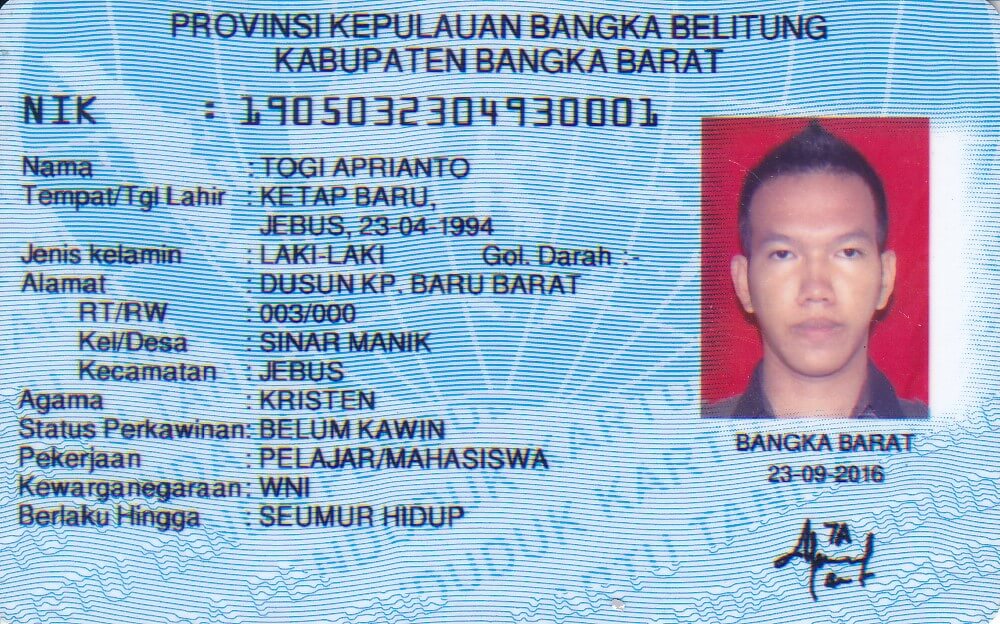 PROVINSI KEPULAUAN BANGKA BELITUNG
KABUPATEN BANGKA BARAT
NIK : 1905032304930001
Nama : TOGI APRIANTO
Tempat/Tgl Lahir : KETAP BARU,
JEBUS, 23-04-1994
Jenis kelamin : LAKI-LAKI Gol. Darah :-
Alamat : DUSUN KP. BARU BARAT
RT/RW : 003/000
Kel/Desa : SINAR MANIK
Kecamatan : JEBUS
Agama : KRISTEN
Status Perkawinan: BELUM KAWIN
Pekerjaan : PELAJAR/MAHASISWA
Kewarganegaraan: WNI
Berlaku Hingga : SEUMUR HIDUP
BANGKA BARAT
23-09-2016